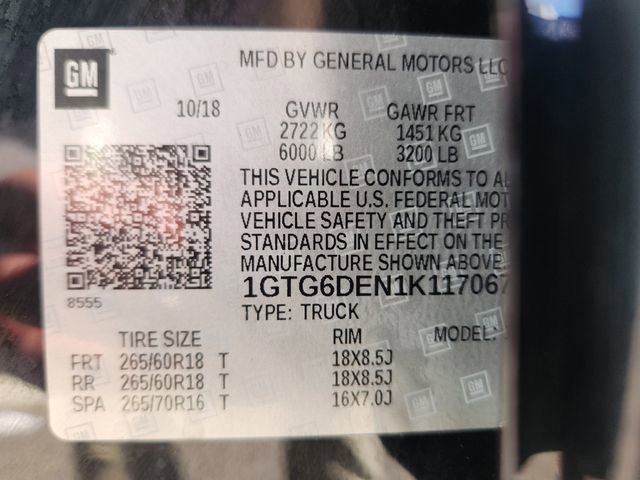 GM
MFD BY GENERAL MOTORS LLC
10/18
GVWR GAWR FRT
2722 KG 1451 KG
6000 LB 3200 LB
THIS VEHICLE CONFORMS TO AL
APPLICABLE U.S. FEDERAL MOT
VEHICLE SAFETY AND THEFT PR
STANDARDS IN EFFECT ON THE
MANUFACTURE SHOWN ABOVE
8555
1GTG6DEN1K117067
TYPE: TRUCK
MODEL:
TIRE SIZE RIM
FRT 265/60R18 T 18X8.5J
RR 265/60R18 T 18X8.5J
SPA 265/70R16 T 16X7.0J